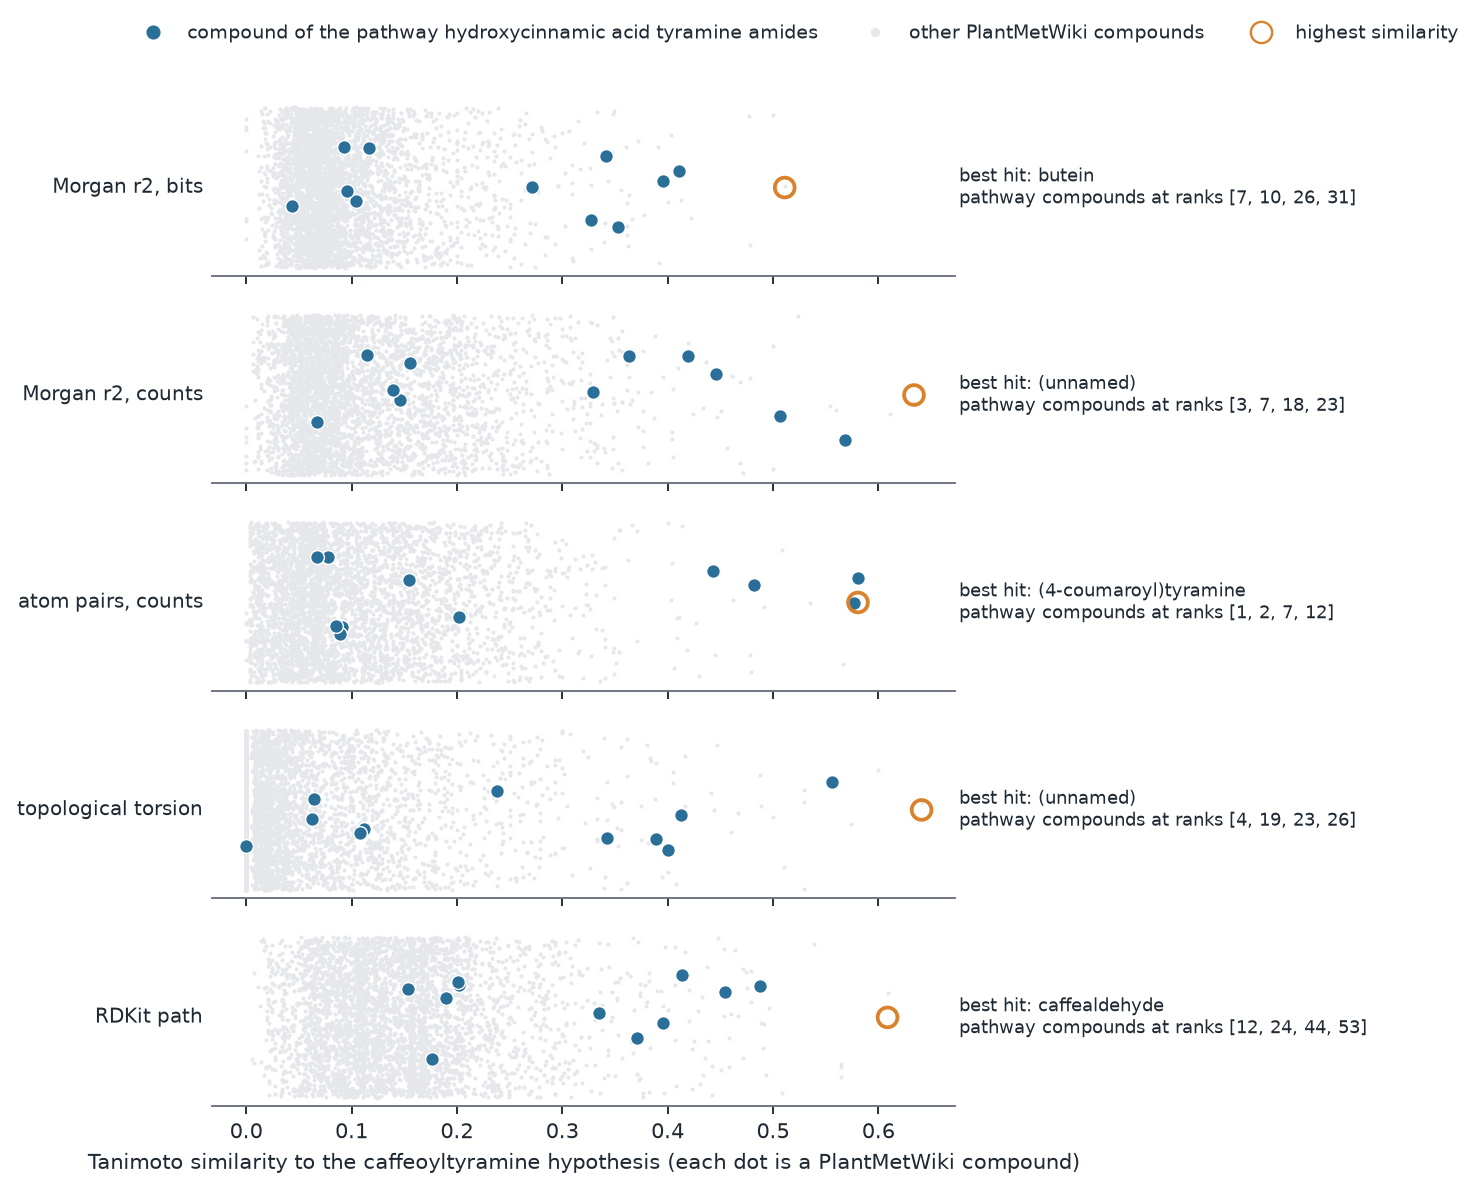 compound of the pathway hydroxycinnamic acid tyramine amides
other PlantMetWiki compounds
highest similarity
Morgan r2, bits
best hit: butein
pathway compounds at ranks [7, 10, 26, 31]
Morgan r2, counts
best hit: (unnamed)
pathway compounds at ranks [3, 7, 18, 23]
atom pairs, counts
best hit: (4-coumaroyl)tyramine
pathway compounds at ranks [1, 2, 7, 12]
topological torsion
best hit: (unnamed)
pathway compounds at ranks [4, 19, 23, 26]
RDKit path
best hit: caffealdehyde
pathway compounds at ranks [12, 24, 44, 53]
0.0 0.1 0.2 0.3 0.4 0.5 0.6
Tanimoto similarity to the caffeoyltyramine hypothesis (each dot is a PlantMetWiki compound)